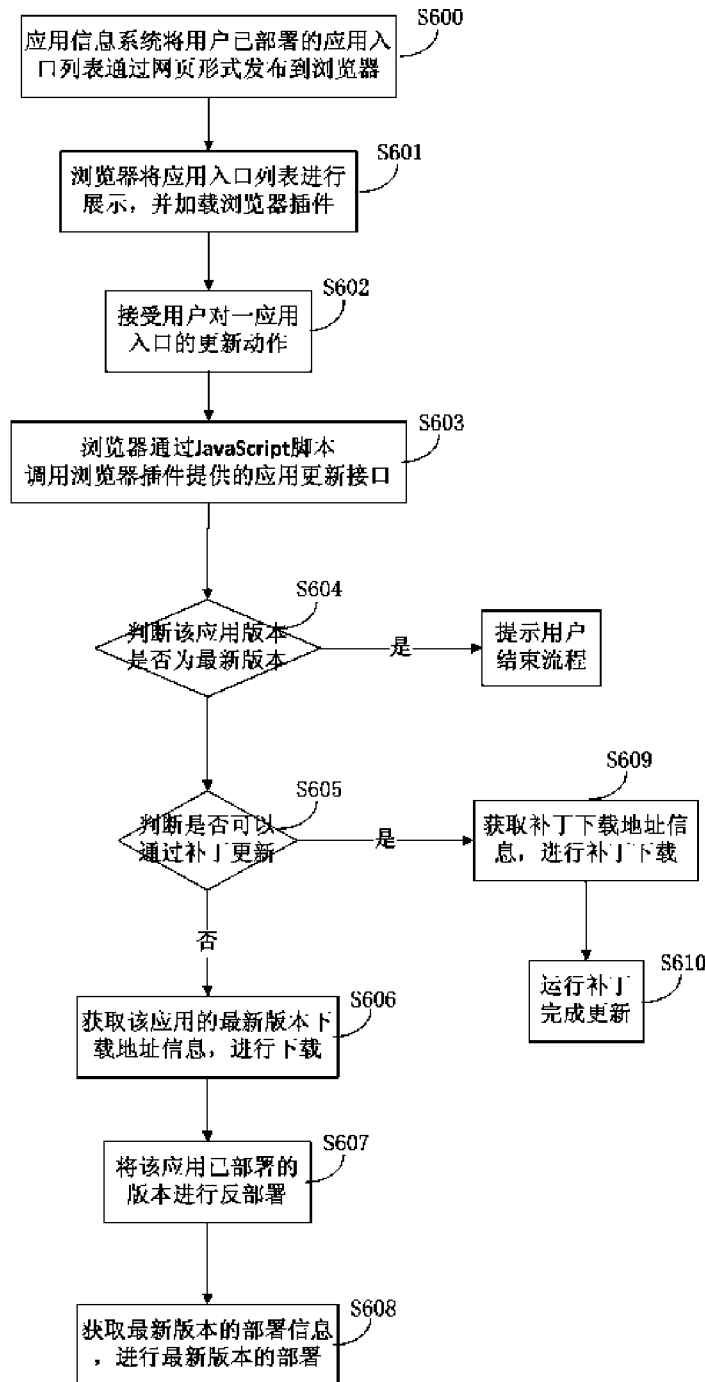 S600
应用信息系统将用户已部署的应用入
口列表通过网页形式发布到浏览器
S601
浏览器将应用入口列表进行
展示，并加载浏览器插件
S602
接受用户对一应用
入口的更新动作
S603
浏览器通过JavaScript脚本
调用浏览器插件提供的应用更新接口
S604
判断该应用版本
是否为最新版本
是
提示用户
结束流程
S605
判断是否可以
通过补丁更新
是
S609
获取补丁下载地址信
息，进行补丁下载
否
S610
运行补丁
完成更新
S606
获取该应用的最新版本下
载地址信息，进行下载
S607
将该应用已部署的
版本进行反部署
S608
获取最新版本的部署信息
，进行最新版本的部署